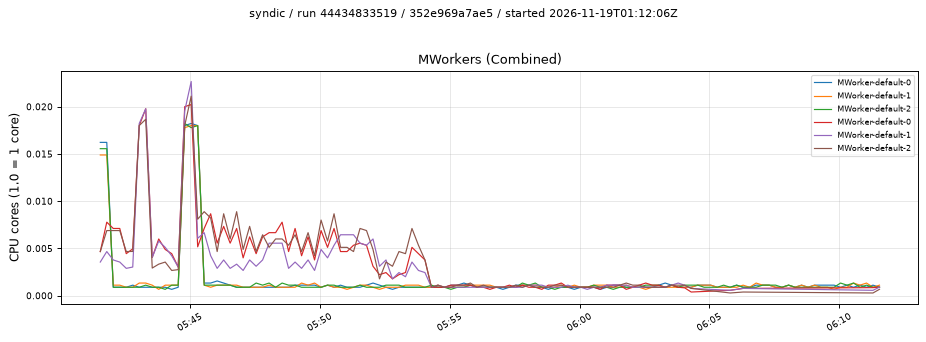 syndic / run 44434833519 / 352e969a7ae5 / started 2026-11-19T01:12:06Z
MWorkers (Combined)
CPU cores (1.0 = 1 core)
0.020
0.015
0.010
0.005
0.000
05:45
05:50
05:55
06:00
06:05
06:10
MWorker-default-0
MWorker-default-1
MWorker-default-2
MWorker-default-0
MWorker-default-1
MWorker-default-2